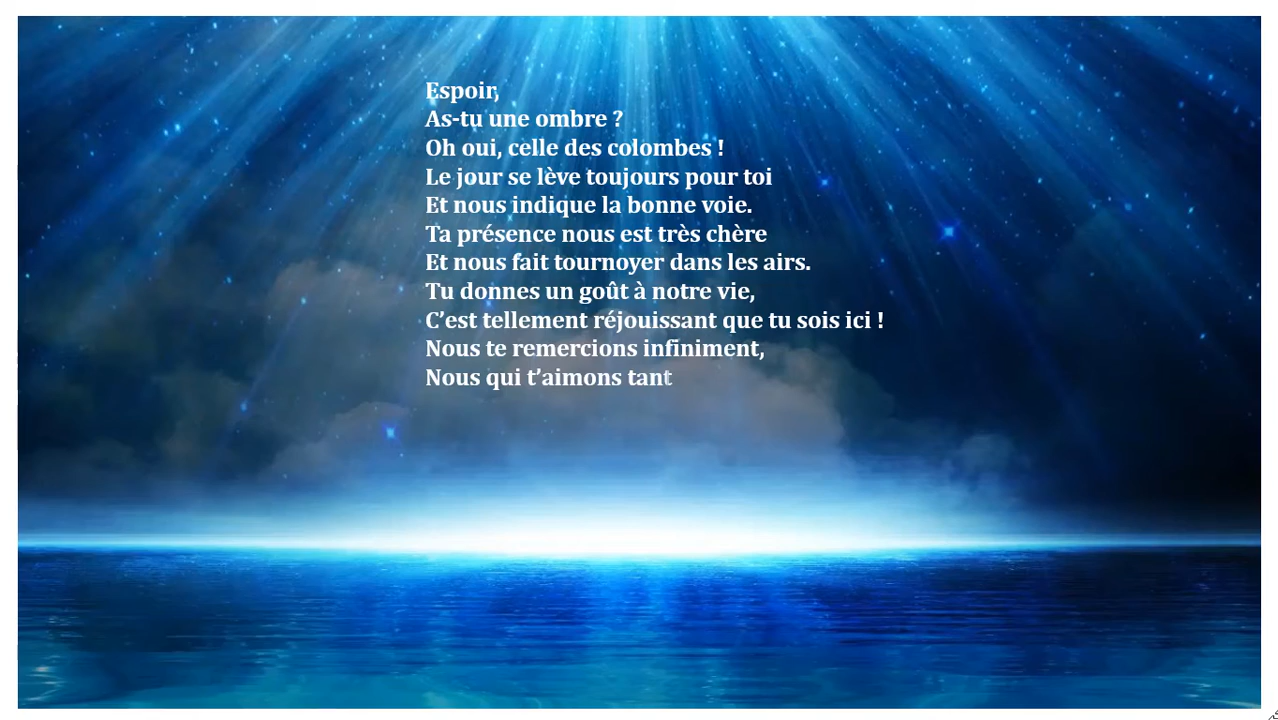 Espoir,
As-tu une ombre ?
Oh oui, celle des colombes !
Le jour se lève toujours pour toi
Et nous indique la bonne voie.
Ta présence nous est très chère
Et nous fait tournoyer dans les airs.
Tu donnes un goût à notre vie,
C’est tellement réjouissant que tu sois ici !
Nous te remercions infiniment,
Nous qui t’aimons tant